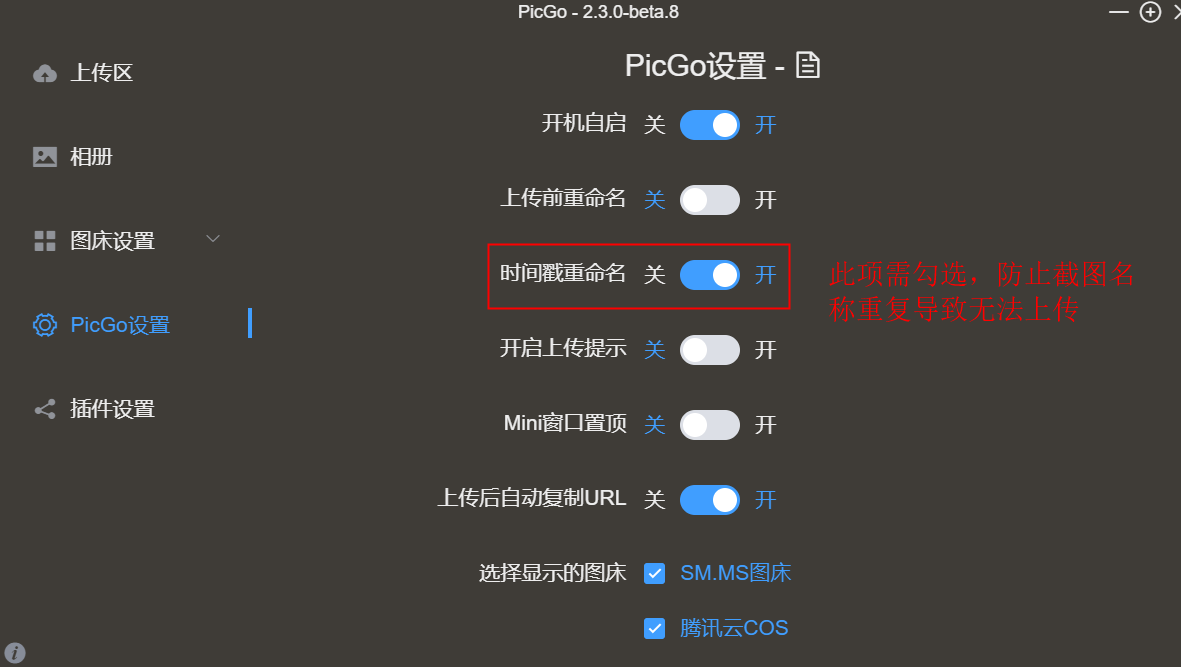 PicGo - 2.3.0-beta.8
上传区
相册
图床设置
PicGo设置
插件设置
PicGo设置 -
开机自启 关 开
上传前重命名 关 开
时间戳重命名 关 开
此项需勾选，防止截图名
称重复导致无法上传
开启上传提示 关 开
Mini窗口置顶 关 开
上传后自动复制URL 关 开
选择显示的图床 SM.MS图床
腾讯云COS